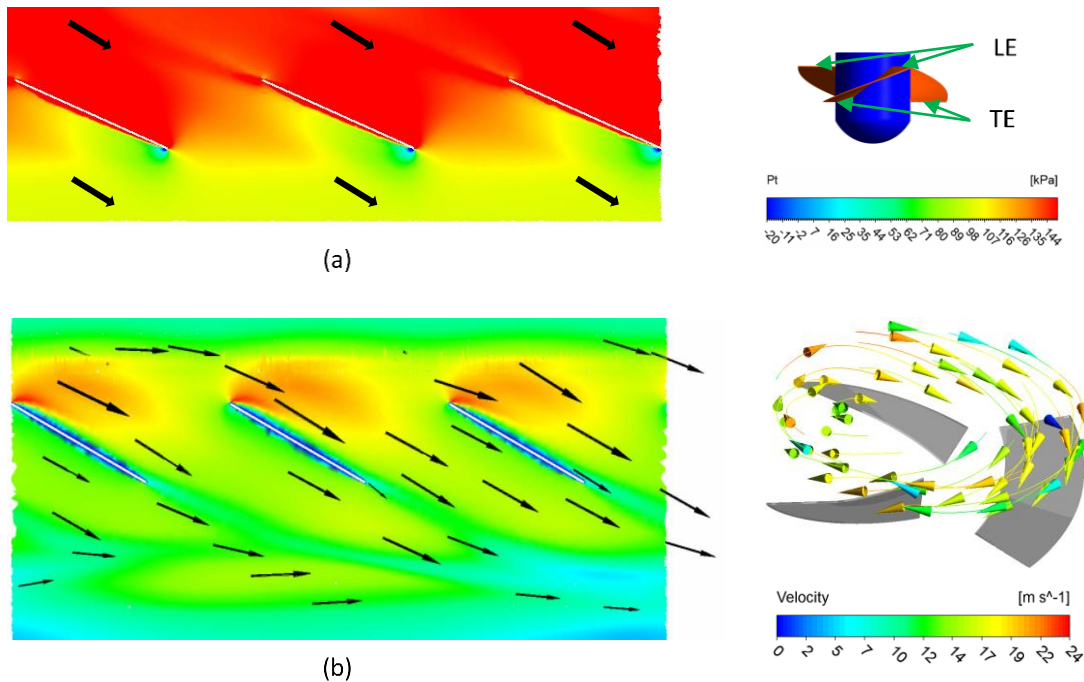 LE
TE
Pt [kPa]
-20 -11 -2 7 16 25 35 44 53 62 71 80 89 98 107 116 126 135 144
(a)
Velocity [m s^-1]
0 2 5 7 10 12 14 17 19 22 24
(b)